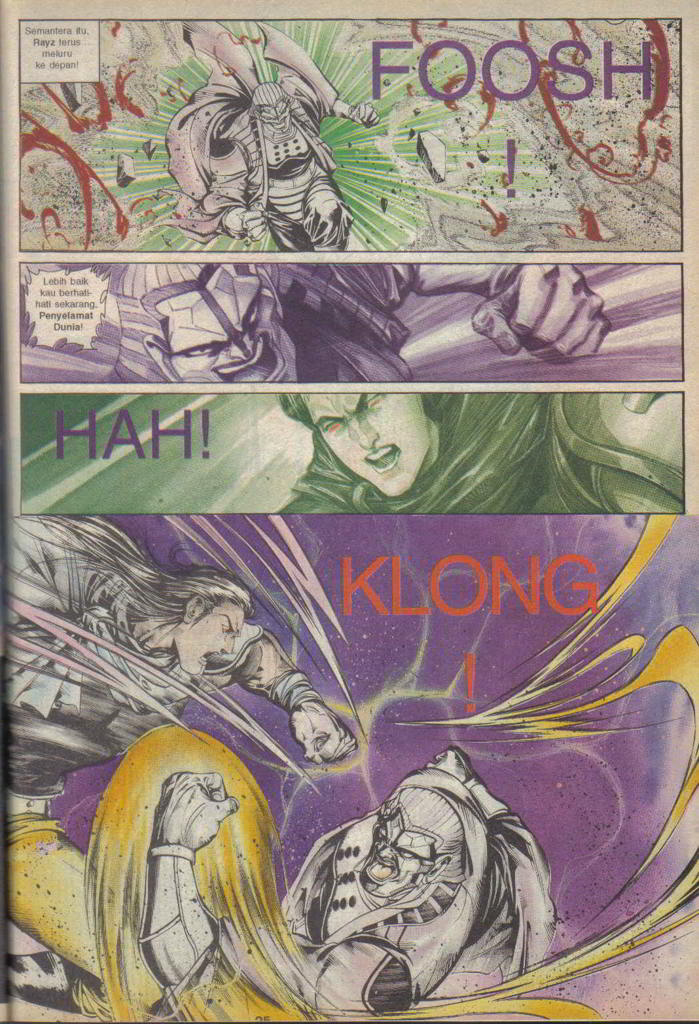 Semantera itu,
Rayz terus
meluru
ke depan!
FOOSH
!
Lebih baik
kau berhati-
hati sekarang,
Penyelamat
Dunia!
HAH!
KLONG
!
25